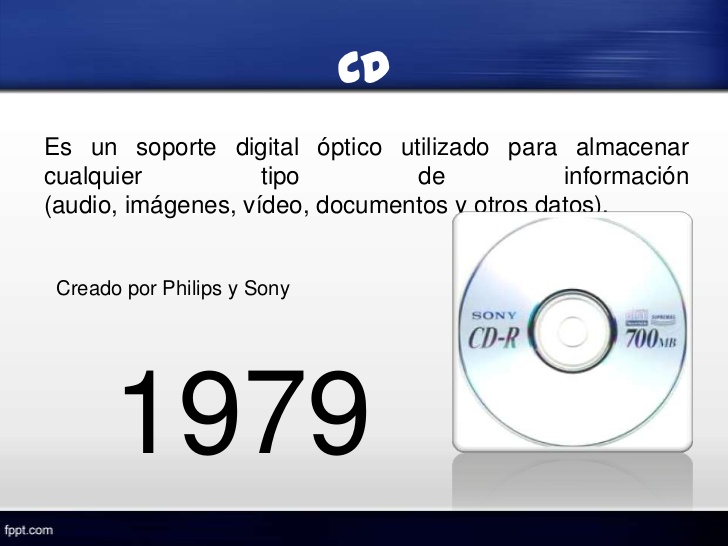 CD
Es un soporte digital óptico utilizado para almacenar
cualquier tipo de información
(audio, imágenes, vídeo, documentos y otros datos).
Creado por Philips y Sony
SONY
CD-R
700MB
1979
fppt.com